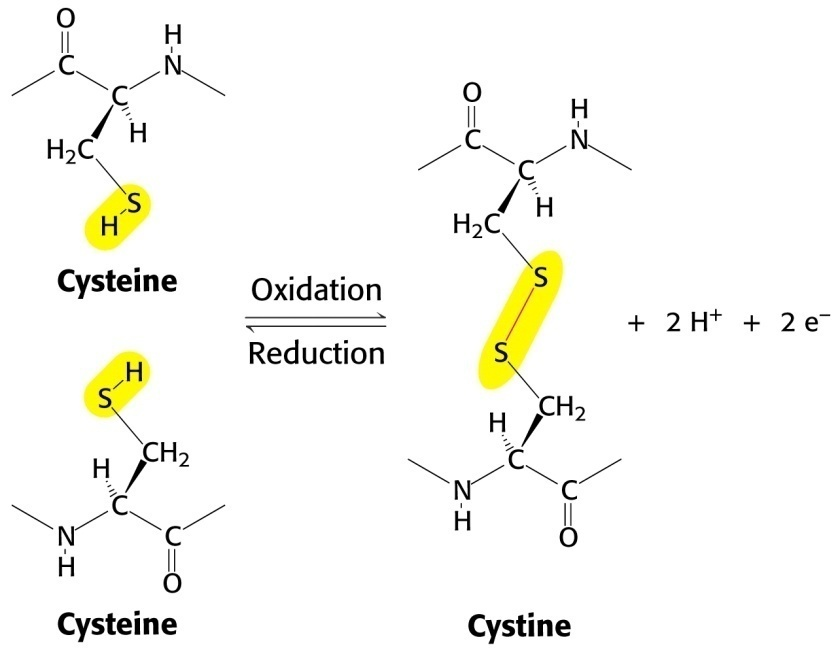 O
H
C
N
C
H
H₂C
S
H
Cysteine
H
S
CH₂
H
C
N
C
H
O
Cysteine
Oxidation
Reduction
O
H
C
N
C
H
H₂C
S
S
CH₂
H
C
N
C
H
O
Cystine
+ 2 H⁺ + 2 e⁻